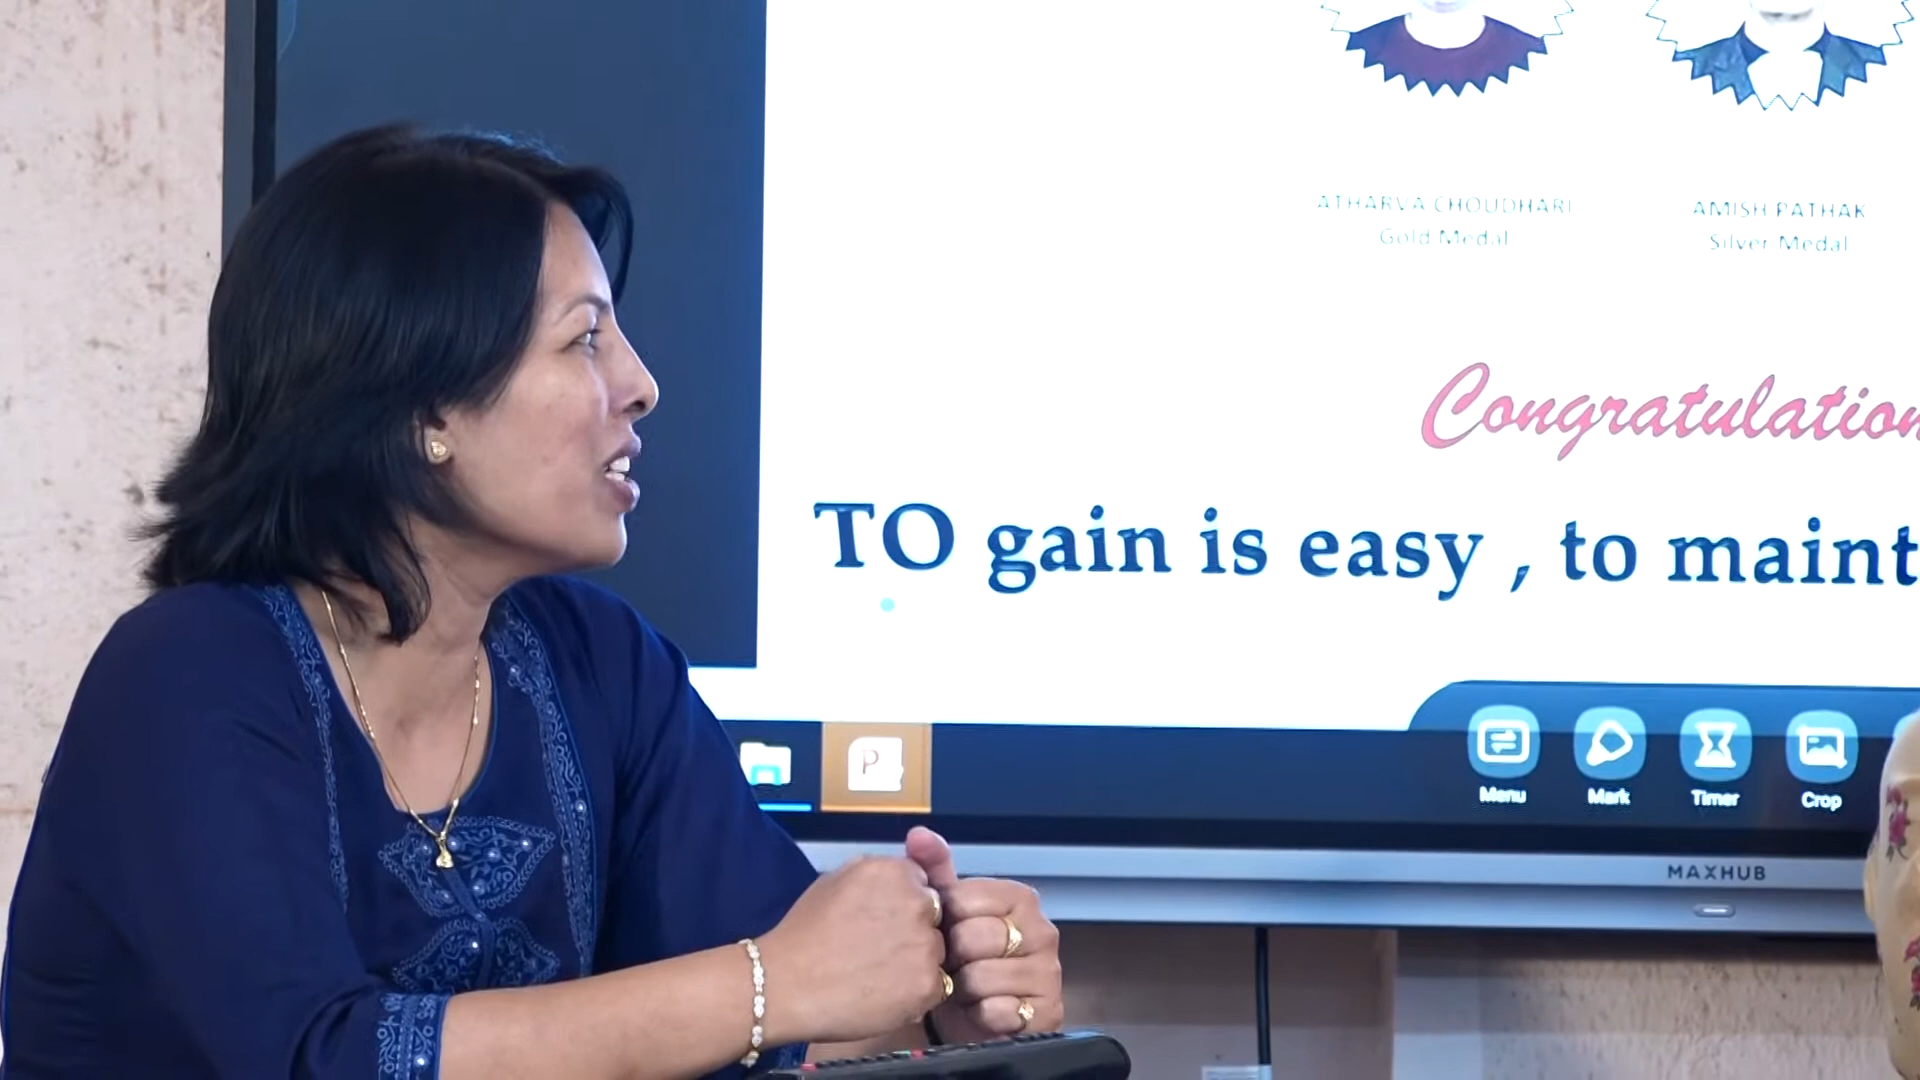 ATHARVA CHOUDHARI
Gold Medal
AMISH PATHAK
Silver Medal
Congratulation
TO gain is easy , to maint
P
Menu
Mark
Timer
Crop
MAXHUB